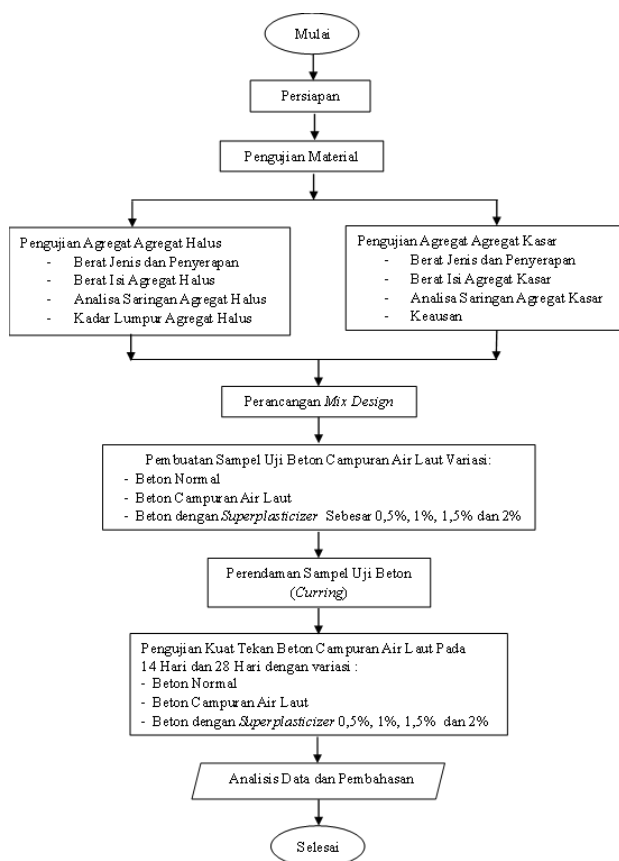 Mulai
Persiapan
Pengujian Material
Pengujian Agregat Agregat Halus
- Berat Jenis dan Penyerapan
- Berat Isi Agregat Halus
- Analisa Saringan Agregat Halus
- Kadar Lumpur Agregat Halus
Pengujian Agregat Agregat Kasar
- Berat Jenis dan Penyerapan
- Berat Isi Agregat Kasar
- Analisa Saringan Agregat Kasar
- Keausan
Perancangan Mix Design
Pembuatan Sampel Uji Beton Campuran Air Laut Variasi:
- Beton Normal
- Beton Campuran Air Laut
- Beton dengan Superplasticizer Sebesar 0,5%, 1%, 1,5% dan 2%
Perendaman Sampel Uji Beton
(Curring)
Pengujian Kuat Tekan Beton Campuran Air Laut Pada
14 Hari dan 28 Hari dengan variasi :
- Beton Normal
- Beton Campuran Air Laut
- Beton dengan Superplasticizer 0,5%, 1%, 1,5% dan 2%
Analisis Data dan Pembahasan
Selesai